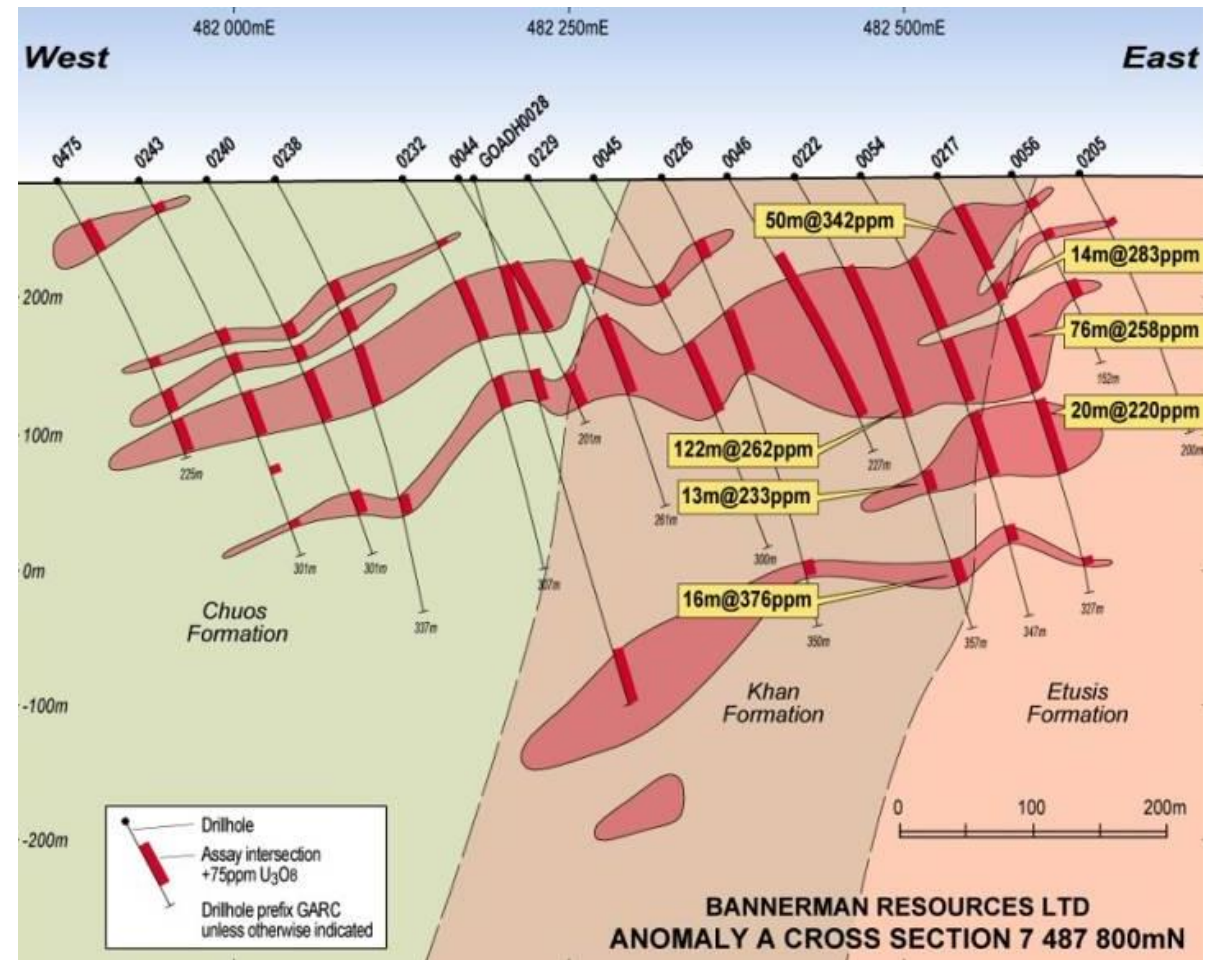 482 000mE
482 250mE
482 500mE
West
East
0475
0243
0240
0238
0232
0044
GOADH0028
0229
0045
0226
0046
0222
0054
0217
0056
0205
50m@342ppm
14m@283ppm
200m
76m@258ppm
152m
20m@220ppm
100m
201m
200m
122m@262ppm
225m
237m
13m@233ppm
261m
300m
0m
301m
301m
307m
16m@376ppm
327m
Chuos
Formation
337m
350m
357m
347m
-100m
Khan
Formation
Etusis
Formation
0
100
200m
-200m
Drillhole
Assay intersection
+75ppm U3O8
Drillhole prefix GARC
unless otherwise indicated
BANNERMAN RESOURCES LTD
ANOMALY A CROSS SECTION 7 487 800mN